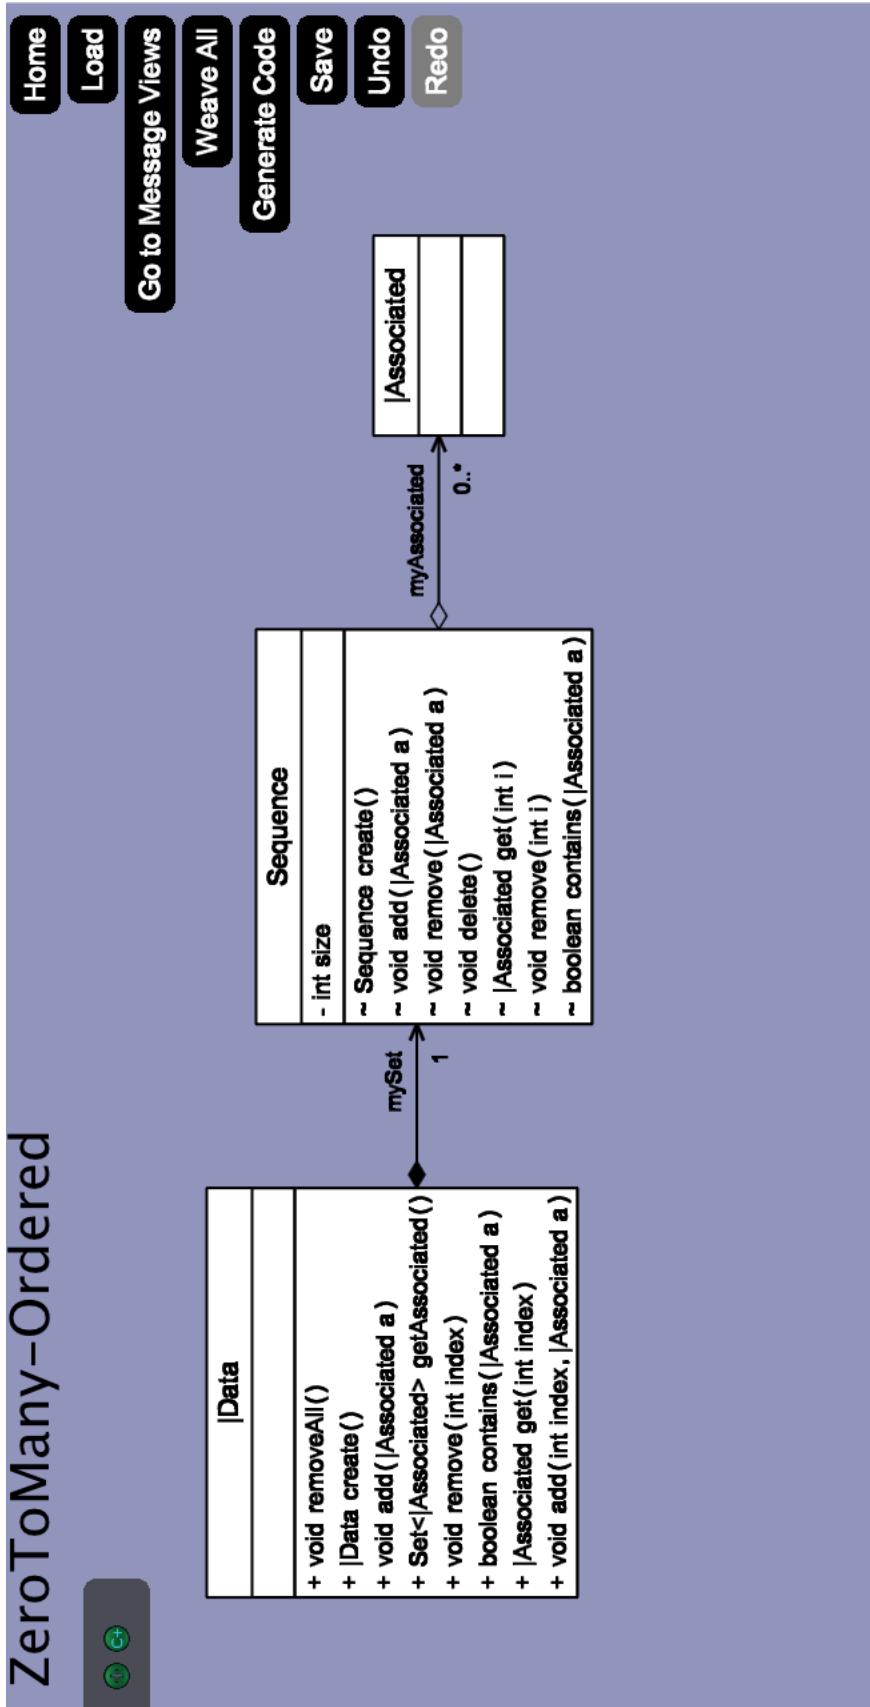 ZeroToMany-Ordered
Home
Load
Go to Message Views
Weave All
Generate Code
Save
Undo
Redo
|Data
+ void removeAll()
+ |Data create()
+ void add(|Associated a)
+ Set<|Associated> getAssociated()
+ void remove(int index)
+ boolean contains(|Associated a)
+ |Associated get(int index)
+ void add(int index, |Associated a)
mySet
1
Sequence
- int size
~ Sequence create()
~ void add(|Associated a)
~ void remove(|Associated a)
~ void delete()
~ |Associated get(int i)
~ void remove(int i)
~ boolean contains(|Associated a)
myAssociated
0..*
|Associated
C+